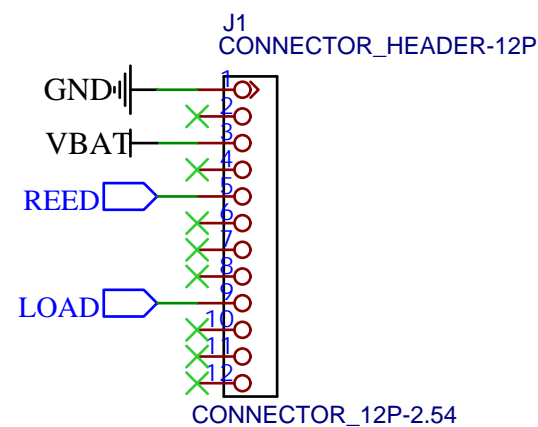 J1
CONNECTOR_HEADER-12P
GND 1
2
VBAT 3
4
REED 5
6
7
8
LOAD 9
10
11
12
CONNECTOR_12P-2.54